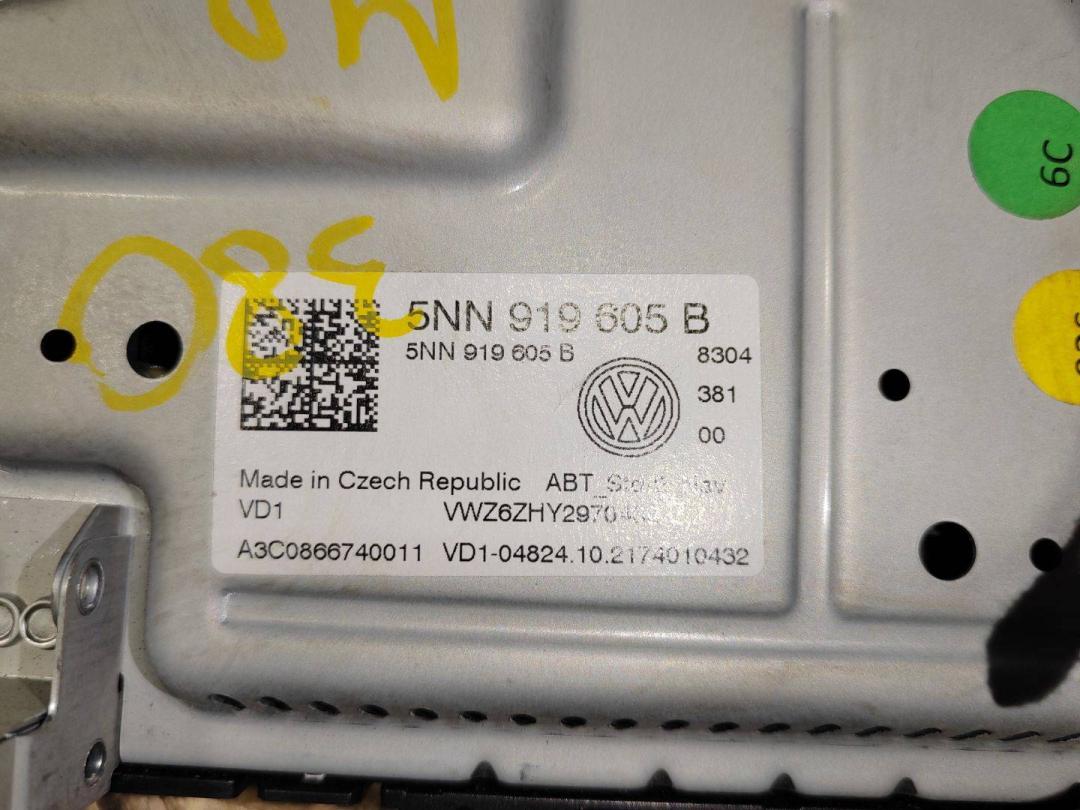 6C
380
5NN 919 605 B
5NN 919 605 B
8304
381
00
Made in Czech Republic ABT
VD1
A3C0866740011 VD1-04824.10.2174010432